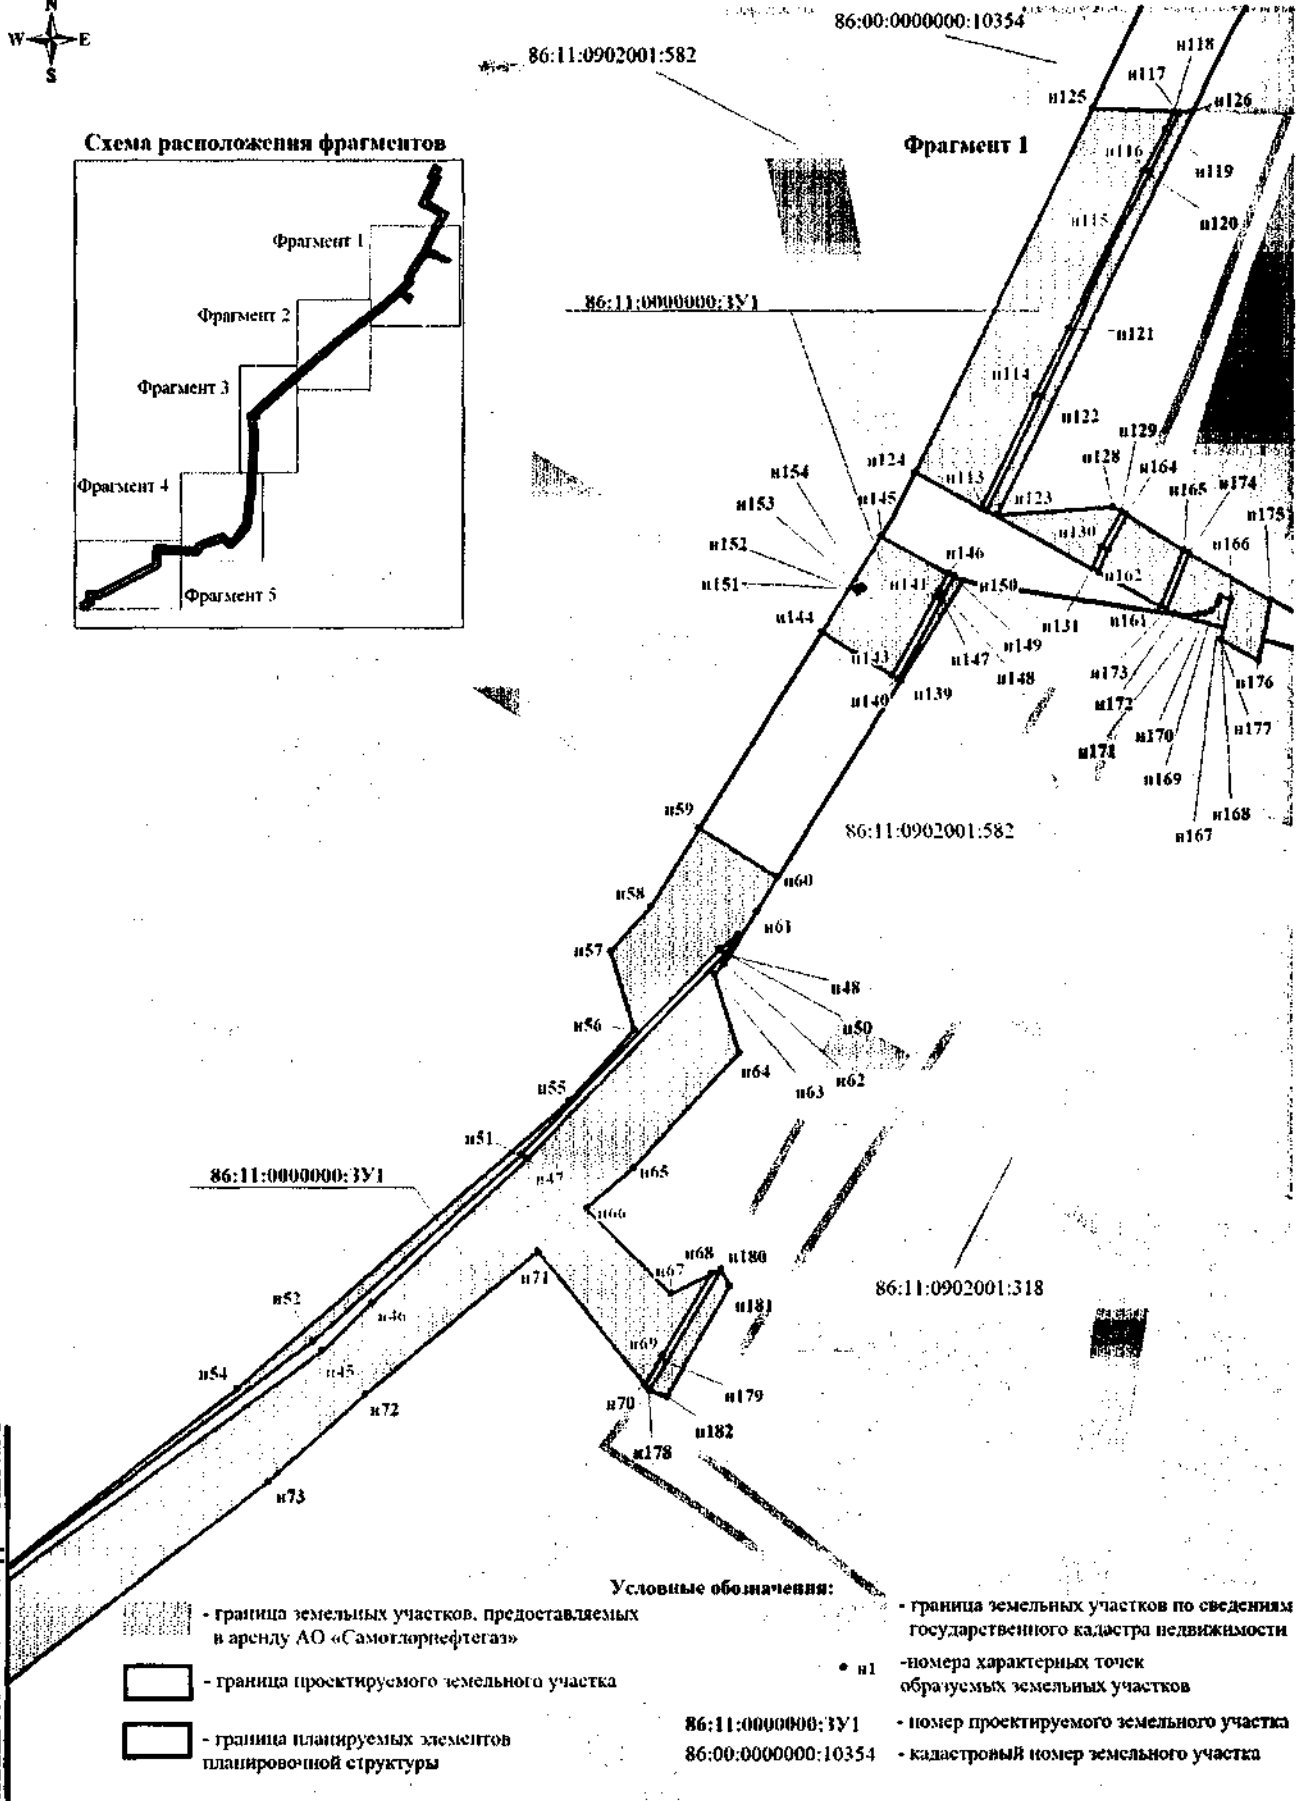 N
W E
S
86:00:0000000:10354
86:11:0902001:582
Схема расположения фрагментов
Фрагмент 1
Фрагмент 2
Фрагмент 3
Фрагмент 4
Фрагмент 5
Фрагмент 1
н118
н117
н125
н126
н116
н119
н115
н120
86:11:0000000:ЗУ1
н121
н114
н122
н129
н128
н164
н124
н113
н165
н174
н154
н145
н123
н175
н153
н130
н166
н152
н146
н141
н162
н151
н150
н144
н131
н161
н149
н143
н147
н173
н148
н176
н140
н139
н172
н177
н170
н171
н169
н168
н167
н59
86:11:0902001:582
н60
н58
н61
н57
н48
н56
н50
н64
н62
н63
н55
н51
н47
н65
86:11:0000000:ЗУ1
н66
н71
н67
н68
н180
н181
86:11:0902001:318
н52
н46
н45
н69
н54
н179
н72
н70
н182
н178
н73
Условные обозначения:
- граница земельных участков, предоставляемых
в аренду АО «Самотлорнефтегаз»
- граница проектируемого земельного участка
- граница планируемых элементов
планировочной структуры
- граница земельных участков по сведениям
государственного кадастра недвижимости
н1 -номера характерных точек
образуемых земельных участков
86:11:0000000:ЗУ1 - номер проектируемого земельного участка
86:00:0000000:10354 - кадастровый номер земельного участка